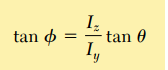 tan ϕ = I_z / I_y tan θ